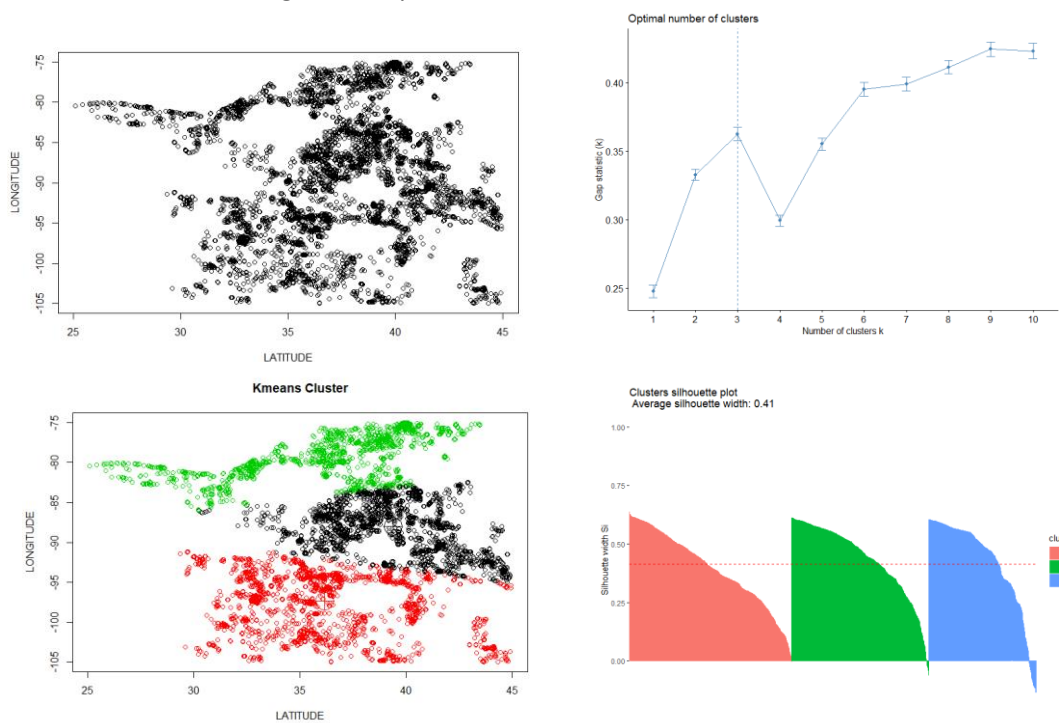 LONGITUDE
-75
-80
-85
-90
-95
-100
-105
25
30
35
40
45
LATITUDE
Optimal number of clusters
Gap statistic (k)
0.40
0.35
0.30
0.25
1 2 3 4 5 6 7 8 9 10
Number of clusters k
Kmeans Cluster
LONGITUDE
-75
-80
-85
-90
-95
-100
-105
25
30
35
40
45
LATITUDE
Clusters silhouette plot
Average silhouette width: 0.41
Silhouette width Si
1.00
0.75
0.50
0.25
0.00
clu